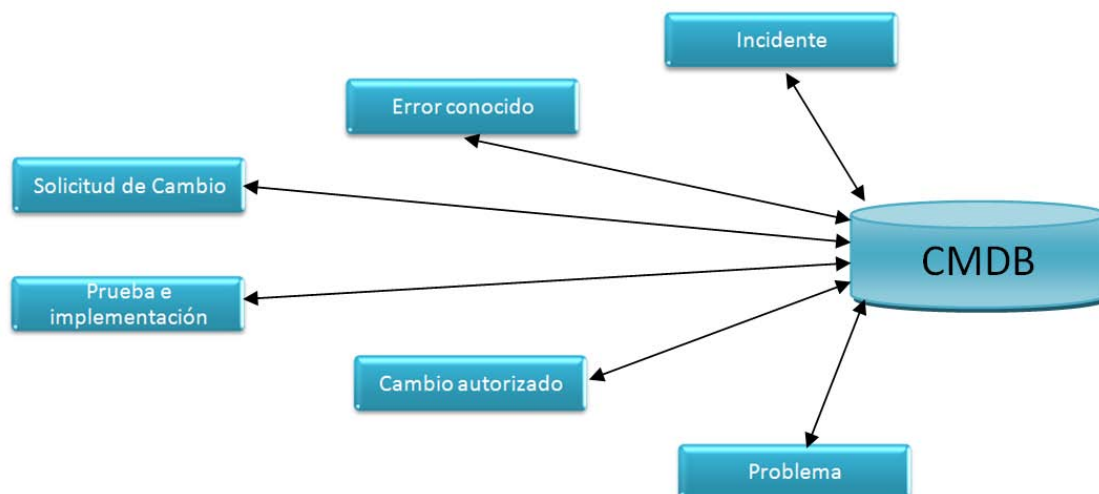 Incidente
Error conocido
Solicitud de Cambio
CMDB
Prueba e
implementación
Cambio autorizado
Problema